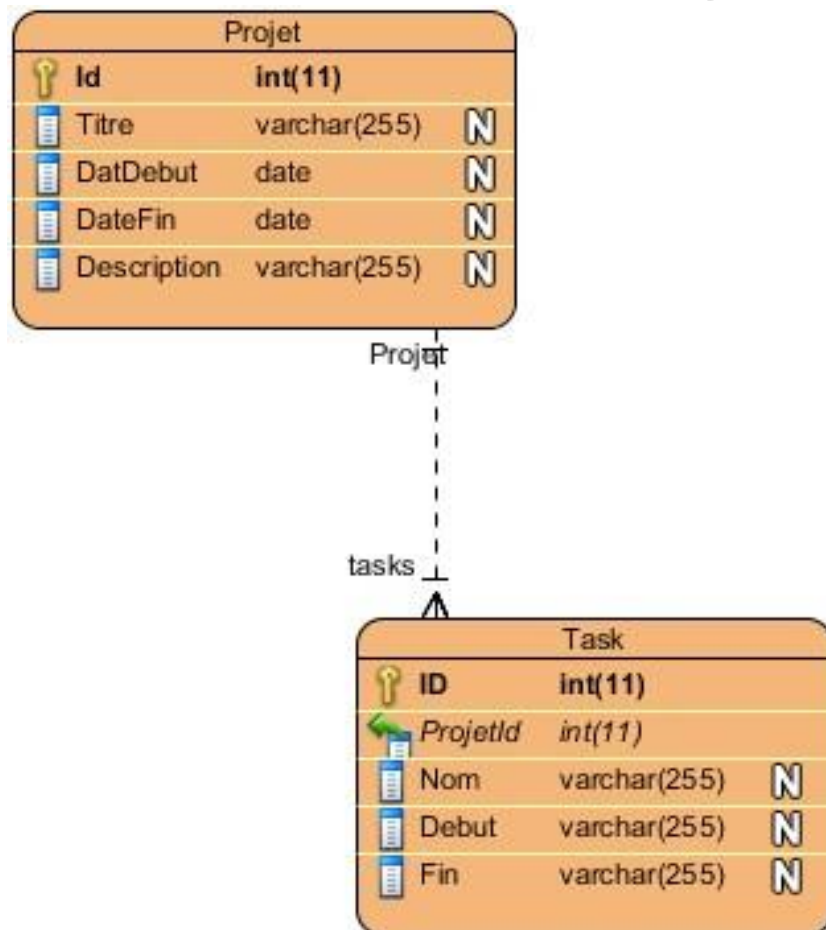 Projet
Id int(11)
Titre varchar(255) N
DatDebut date N
DateFin date N
Description varchar(255) N
Projet
tasks
Task
ID int(11)
ProjetId int(11)
Nom varchar(255) N
Debut varchar(255) N
Fin varchar(255) N